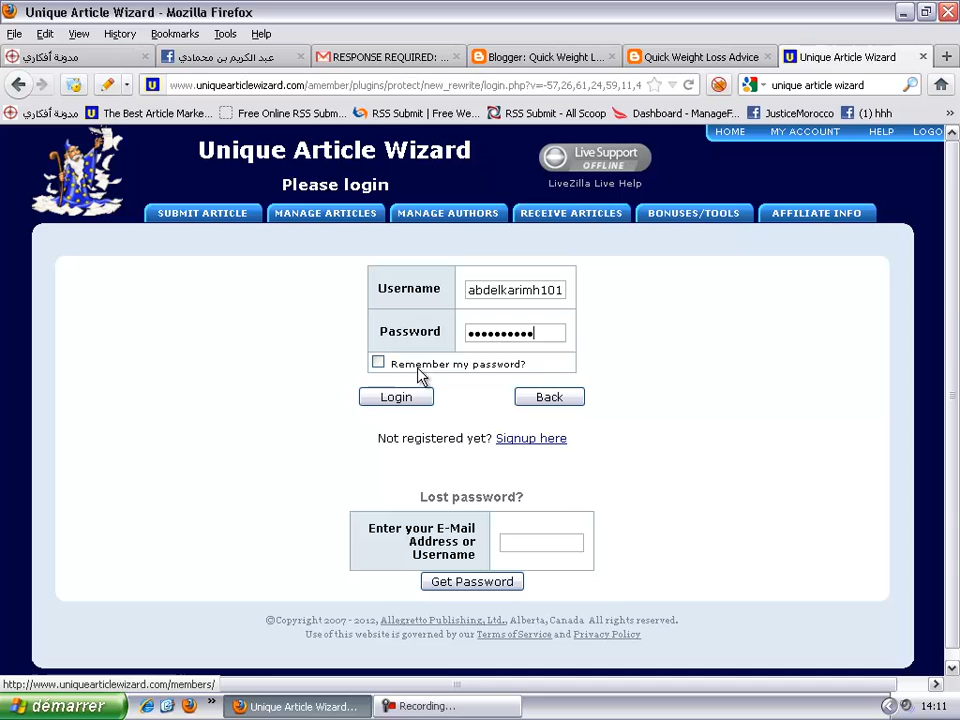 Unique Article Wizard - Mozilla Firefox
File Edit View History Bookmarks Tools Help
مدونة أفكاري
عبد الكريم بن محمادي
RESPONSE REQUIRED: ...
Blogger: Quick Weight L...
Quick Weight Loss Advice
Unique Article Wizard
www.uniquearticlewizard.com/amember/plugins/protect/new_rewrite/login.php?v=-57,26,61,24,59,11,4
unique article wizard
مدونة أفكاري
The Best Article Marke...
Free Online RSS Subm...
RSS Submit | Free We...
RSS Submit - All Scoop
Dashboard - ManageF...
JusticeMorocco
(1) hhh
HOME MY ACCOUNT HELP LOGO
Unique Article Wizard
Live Support
OFFLINE
Please login
LiveZilla Live Help
SUBMIT ARTICLE MANAGE ARTICLES MANAGE AUTHORS RECEIVE ARTICLES BONUSES/TOOLS AFFILIATE INFO
Username abdelkarimh101
Password ••••••••••
Remember my password?
Login Back
Not registered yet? Signup here
Lost password?
Enter your E-Mail
Address or
Username
Get Password
©Copyright 2007 - 2012, Allegretto Publishing, Ltd., Alberta, Canada All rights reserved.
Use of this website is governed by our Terms of Service and Privacy Policy
http://www.uniquearticlewizard.com/members/
démarrer
Unique Article Wizard...
Recording...
14:11